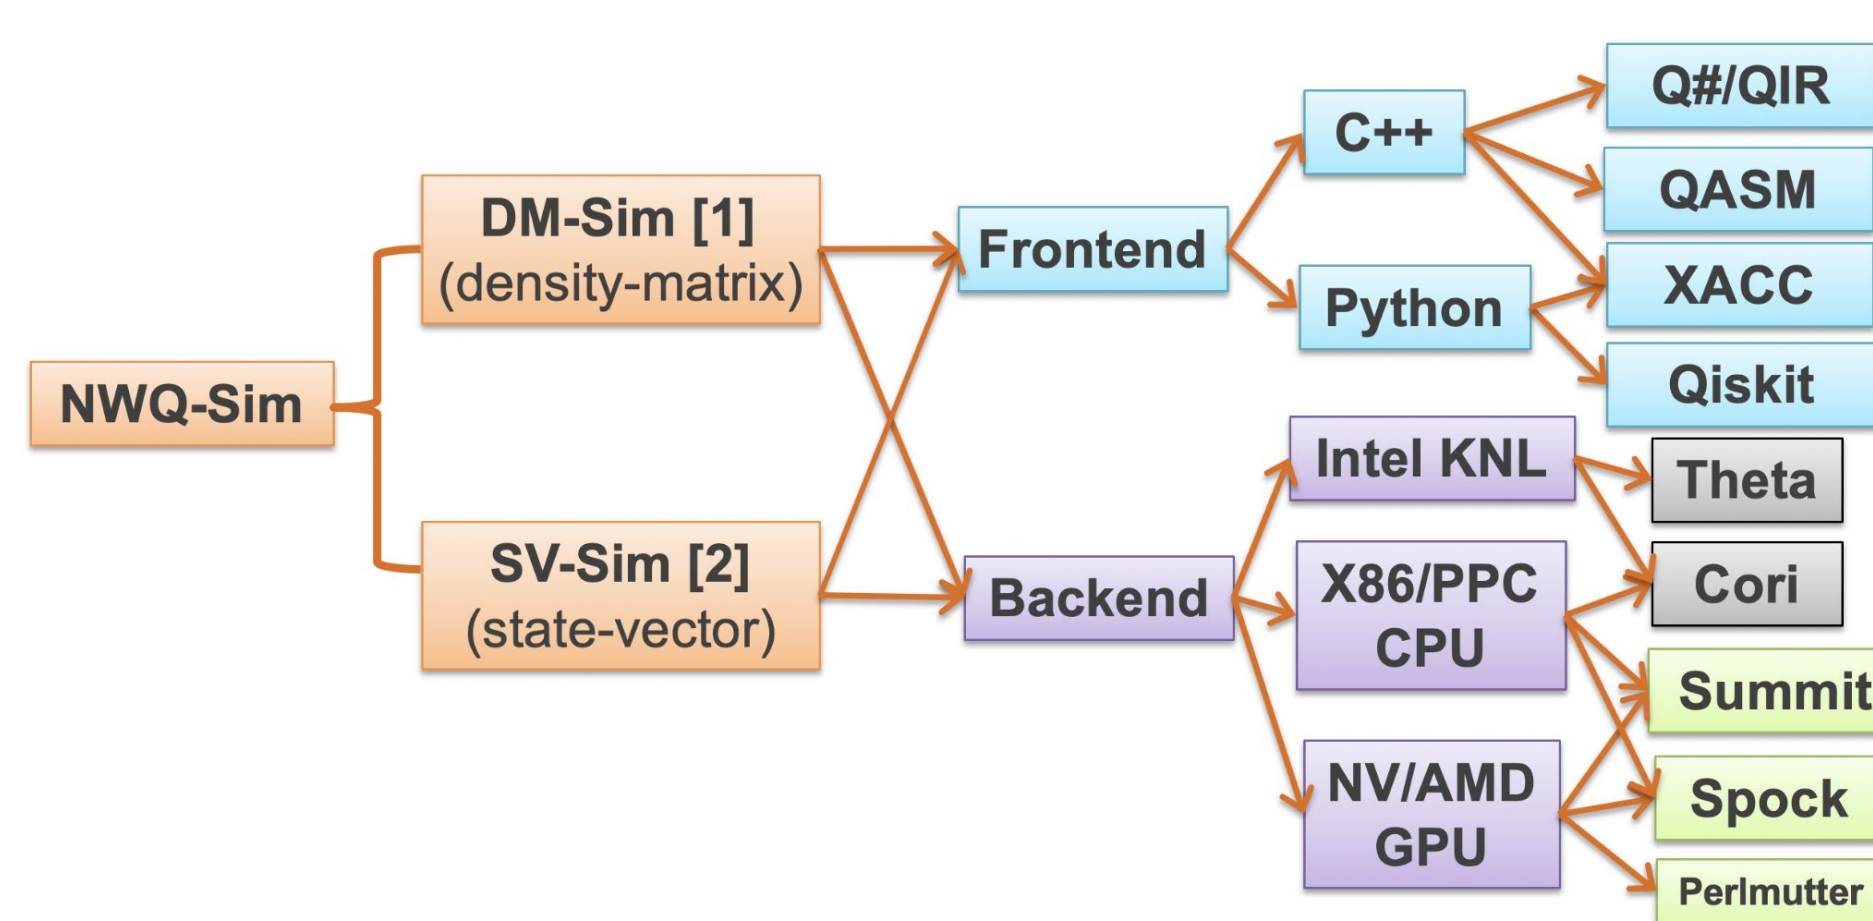 NWQ-Sim
DM-Sim [1]
(density-matrix)
SV-Sim [2]
(state-vector)
Frontend
Backend
C++
Python
Intel KNL
X86/PPC
CPU
NV/AMD
GPU
Q#/QIR
QASM
XACC
Qiskit
Theta
Cori
Summit
Spock
Perlmutter